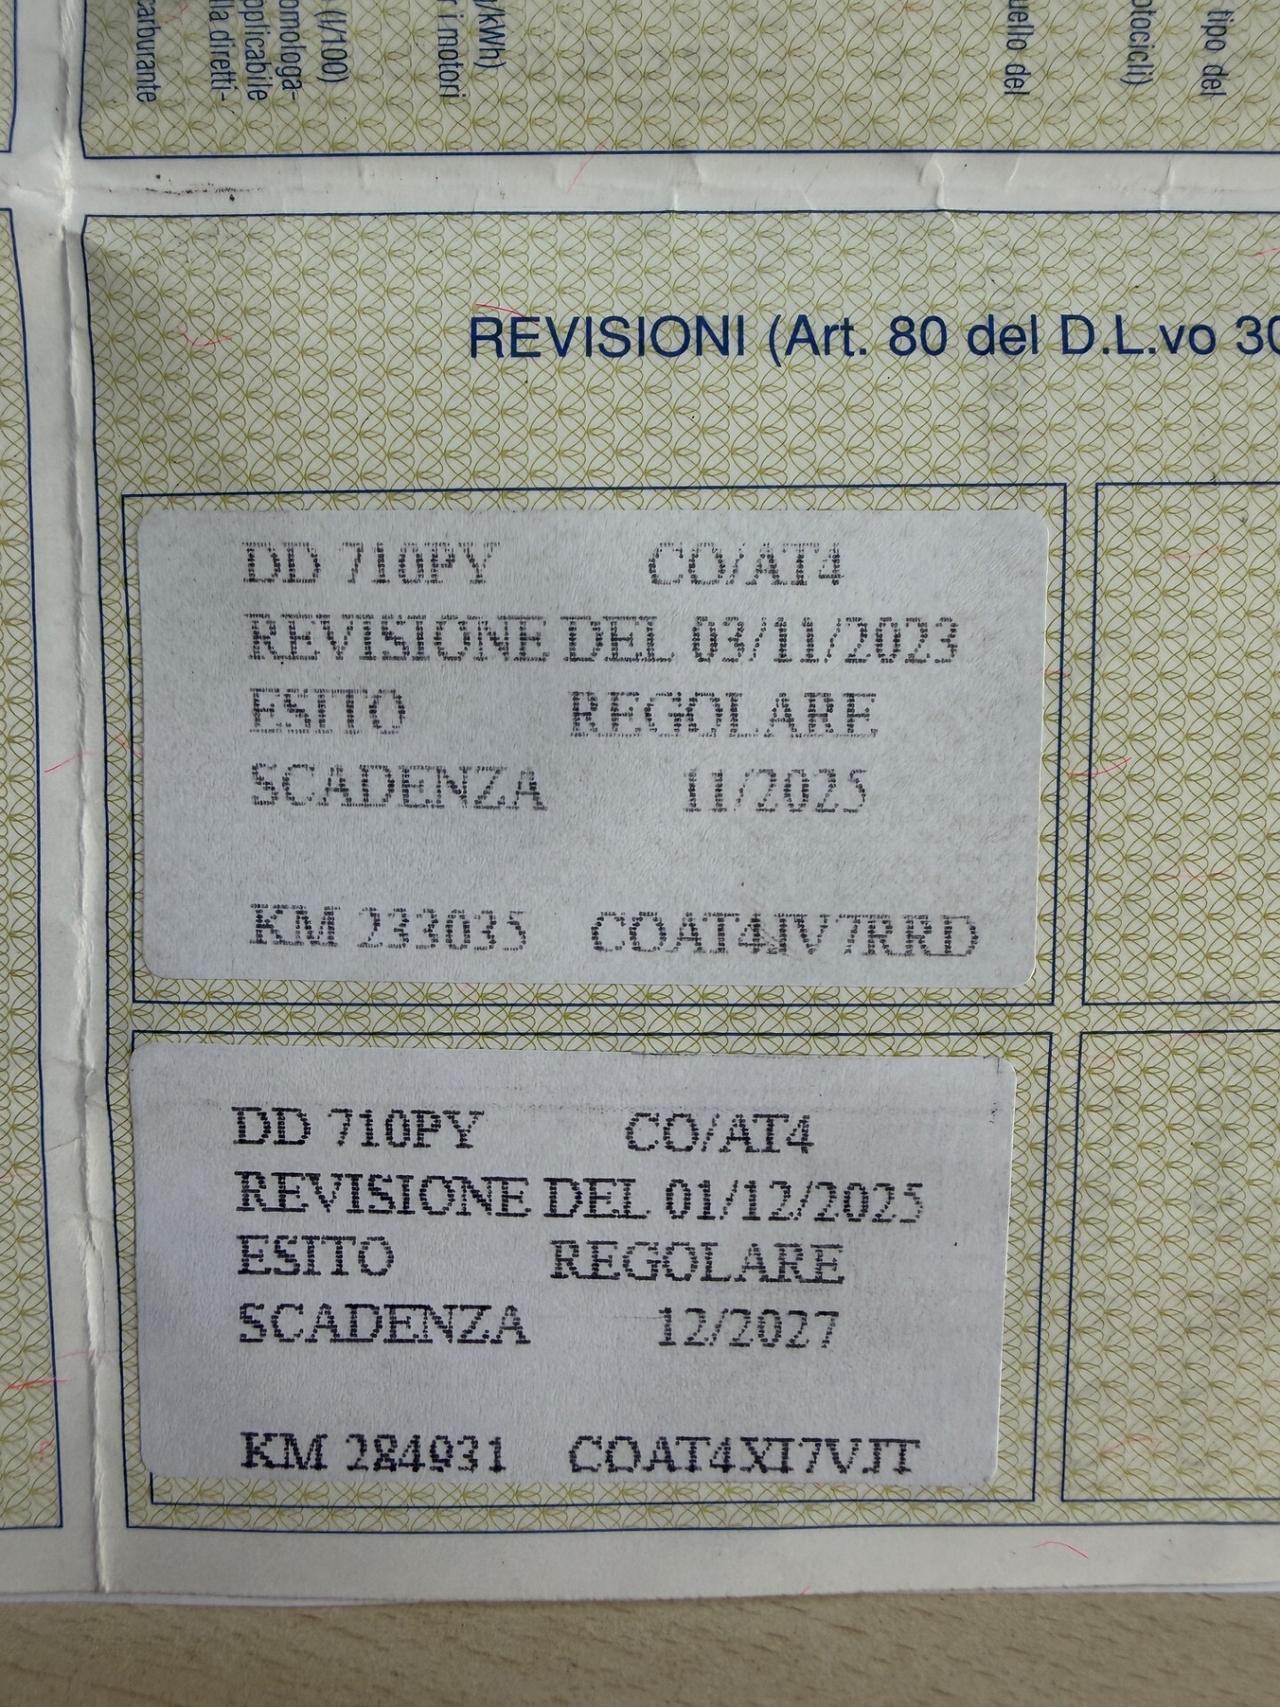 (l/100)
omologa-
pplicabile
lla diretti-
carburante
g/kWh)
r i motori
uello del
otocicli)
tipo del
REVISIONI (Art. 80 del D.L.vo 30
DD 710PY CO/AT4
REVISIONE DEL 03/11/2023
ESITO REGOLARE
SCADENZA 11/2025
KM 233035 COAT4IV7RRD
DD 710PY CO/AT4
REVISIONE DEL 01/12/2025
ESITO REGOLARE
SCADENZA 12/2027
KM 284931 COAT4XI7VJT